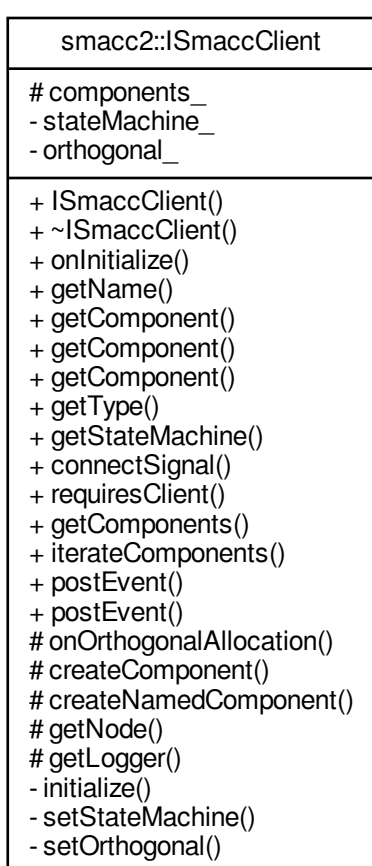 smacc2::ISmaccClient
# components_
- stateMachine_
- orthogonal_
+ ISmaccClient()
+ ~ISmaccClient()
+ onInitialize()
+ getName()
+ getComponent()
+ getComponent()
+ getComponent()
+ getType()
+ getStateMachine()
+ connectSignal()
+ requiresClient()
+ getComponents()
+ iterateComponents()
+ postEvent()
+ postEvent()
# onOrthogonalAllocation()
# createComponent()
# createNamedComponent()
# getNode()
# getLogger()
- initialize()
- setStateMachine()
- setOrthogonal()